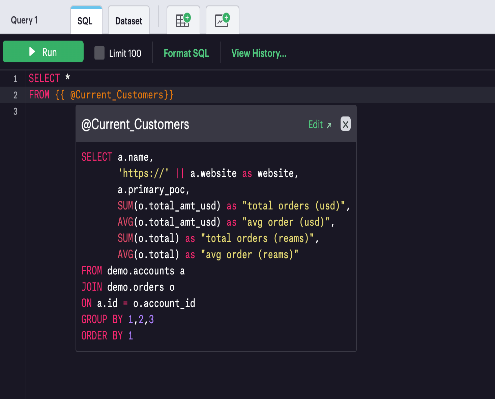 Query 1
SQL
Dataset
Run
Limit 100
Format SQL
View History...
1 SELECT *
2 FROM {{ @Current_Customers}}
3
@Current_Customers
Edit ↗ X
SELECT a.name,
'https://' || a.website as website,
a.primary_poc,
SUM(o.total_amt_usd) as "total orders (usd)",
AVG(o.total_amt_usd) as "avg order (usd)",
SUM(o.total) as "total orders (reams)",
AVG(o.total) as "avg order (reams)"
FROM demo.accounts a
JOIN demo.orders o
ON a.id = o.account_id
GROUP BY 1,2,3
ORDER BY 1